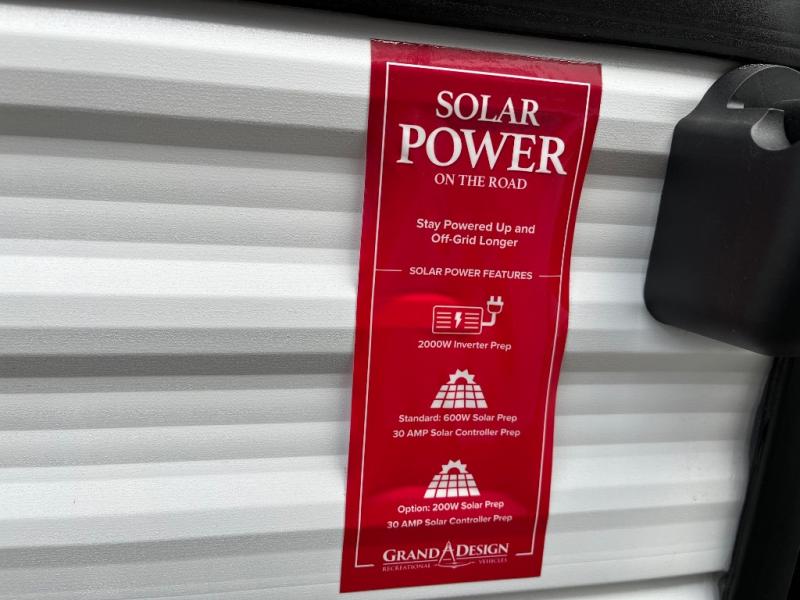 SOLAR
POWER
ON THE ROAD
Stay Powered Up and
Off-Grid Longer
SOLAR POWER FEATURES
2000W Inverter Prep
Standard: 600W Solar Prep
30 AMP Solar Controller Prep
Option: 200W Solar Prep
30 AMP Solar Controller Prep
GRAND DESIGN
RECREATIONAL VEHICLES